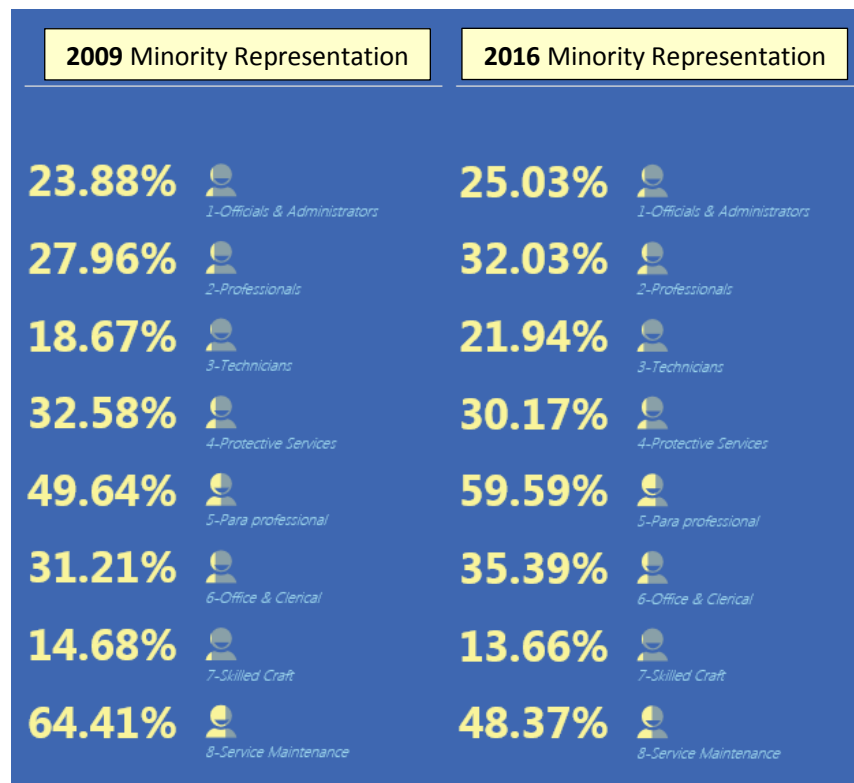 2009 Minority Representation
23.88%
1-Officials & Administrators
27.96%
2-Professionals
18.67%
3-Technicians
32.58%
4-Protective Services
49.64%
5-Para professional
31.21%
6-Office & Clerical
14.68%
7-Skilled Craft
64.41%
8-Service Maintenance
2016 Minority Representation
25.03%
1-Officials & Administrators
32.03%
2-Professionals
21.94%
3-Technicians
30.17%
4-Protective Services
59.59%
5-Para professional
35.39%
6-Office & Clerical
13.66%
7-Skilled Craft
48.37%
8-Service Maintenance